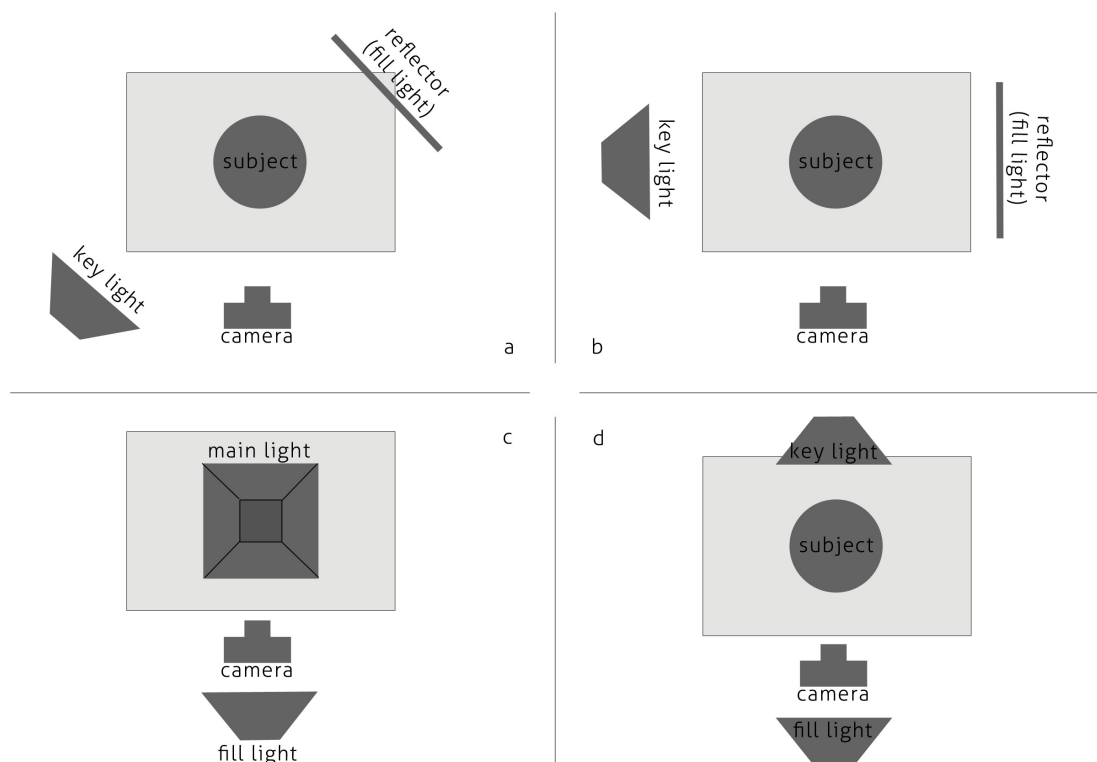 reflector
(fill light)
subject
key light
camera
a
key light
subject
reflector
(fill light)
camera
b
c
main light
camera
fill light
d
key light
subject
camera
fill light